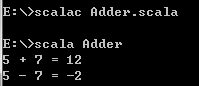 E:\>scalac Adder.scala
E:\>scala Adder
5 + 7 = 12
5 - 7 = -2